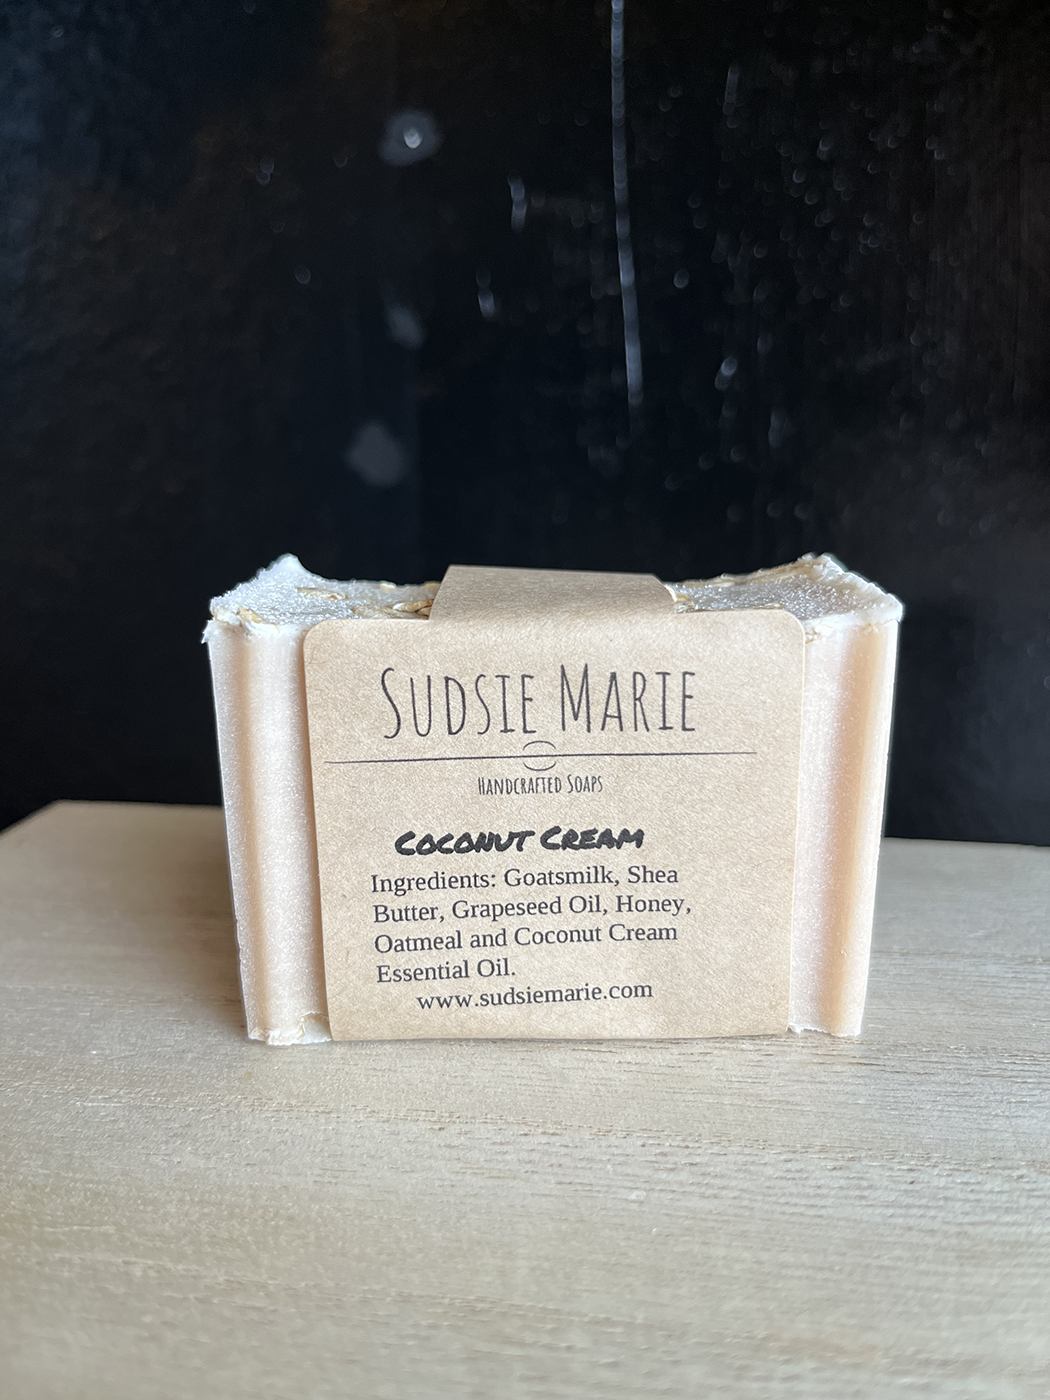 Sudsie Marie
Handcrafted Soaps
Coconut Cream
Ingredients: Goatsmilk, Shea
Butter, Grapeseed Oil, Honey,
Oatmeal and Coconut Cream
Essential Oil.
www.sudsiemarie.com